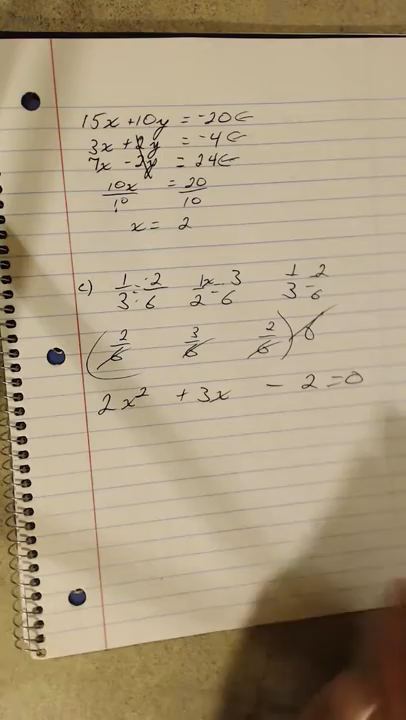 15x + 10y = -20
3x + 2y = -4
7x - 2y = 24
10x/10 = 20/10
x = 2
c) 1/3 = 2/6 1x/2 = 3/6 1/3 = 2/6
( 2/6 3/6 2/6 ) 6
2x² + 3x - 2 = 0